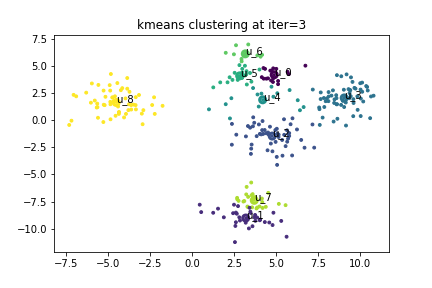 kmeans clustering at iter=3
7.5
u_6
5.0
u_5
u_0
2.5
u_8
u_4
u_3
0.0
u_2
−2.5
−5.0
−7.5
u_7
u_1
−10.0
−7.5 −5.0 −2.5 0.0 2.5 5.0 7.5 10.0